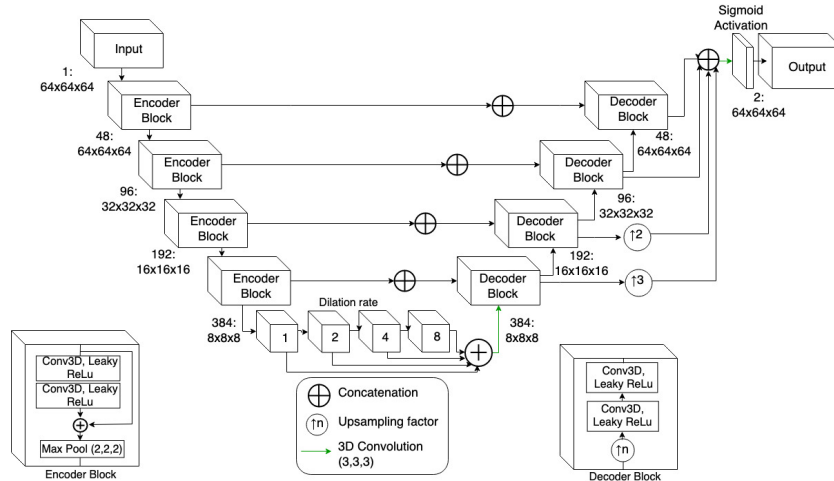 Sigmoid
Activation
Input
Output
1:
64x64x64
2:
64x64x64
Encoder
Block
Decoder
Block
48:
64x64x64
48:
64x64x64
Encoder
Block
Decoder
Block
96:
32x32x32
96:
32x32x32
Encoder
Block
Decoder
Block
↑2
192:
16x16x16
192:
16x16x16
Encoder
Block
Decoder
Block
↑3
Dilation rate
384:
8x8x8
1
2
4
8
384:
8x8x8
Conv3D, Leaky
ReLu
Conv3D, Leaky
ReLu
Max Pool (2,2,2)
Encoder Block
Concatenation
↑n
Upsampling factor
3D Convolution
(3,3,3)
Conv3D,
Leaky ReLu
Conv3D,
Leaky ReLu
↑n
Decoder Block